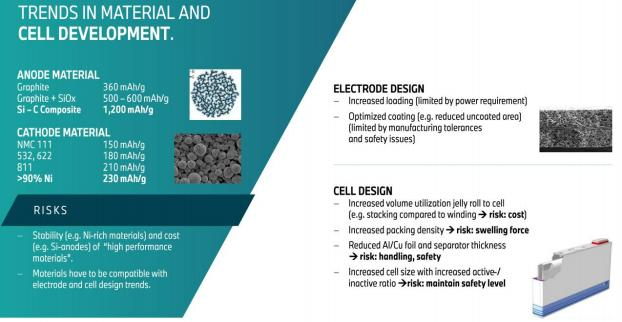 TRENDS IN MATERIAL AND
CELL DEVELOPMENT.
ANODE MATERIAL
Graphite 360 mAh/g
Graphite + SiOx 500 – 600 mAh/g
Si – C Composite 1,200 mAh/g
CATHODE MATERIAL
NMC 111 150 mAh/g
532, 622 180 mAh/g
811 210 mAh/g
>90% Ni 230 mAh/g
RISKS
– Stability (e.g. Ni-rich materials) and cost
(e.g. Si-anodes) of "high performance
materials".
– Materials have to be compatible with
electrode and cell design trends.
ELECTRODE DESIGN
– Increased loading (limited by power requirement)
– Optimized coating (e.g. reduced uncoated area)
(limited by manufacturing tolerances
and safety issues)
CELL DESIGN
– Increased volume utilization jelly roll to cell
(e.g. stacking compared to winding → risk: cost)
– Increased packing density → risk: swelling force
– Reduced Al/Cu foil and separator thickness
→ risk: handling, safety
– Increased cell size with increased active-/
inactive ratio →risk: maintain safety level